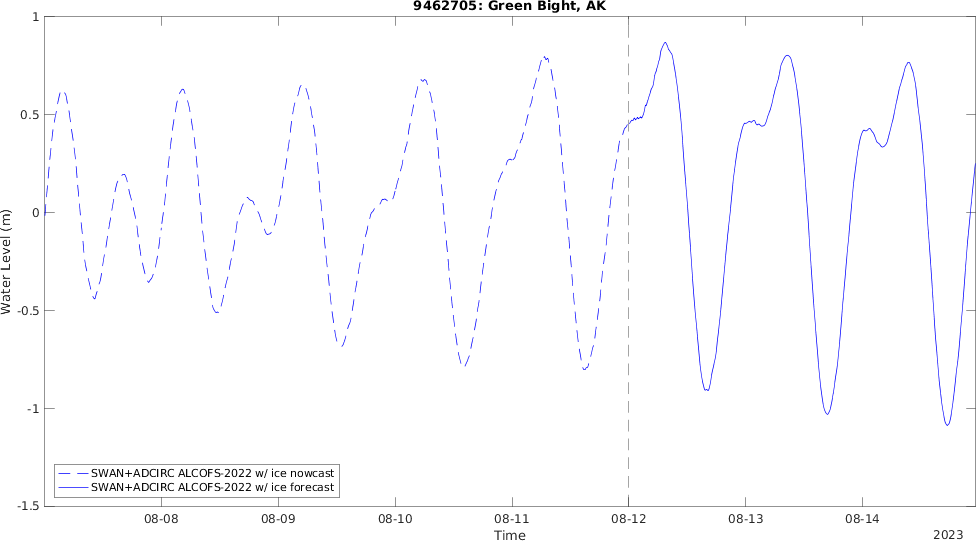 9462705: Green Bight, AK
Water Level (m)
1
0.5
0
-0.5
-1
-1.5
SWAN+ADCIRC ALCOFS-2022 w/ ice nowcast
SWAN+ADCIRC ALCOFS-2022 w/ ice forecast
08-08 08-09 08-10 08-11 08-12 08-13 08-14
Time
2023